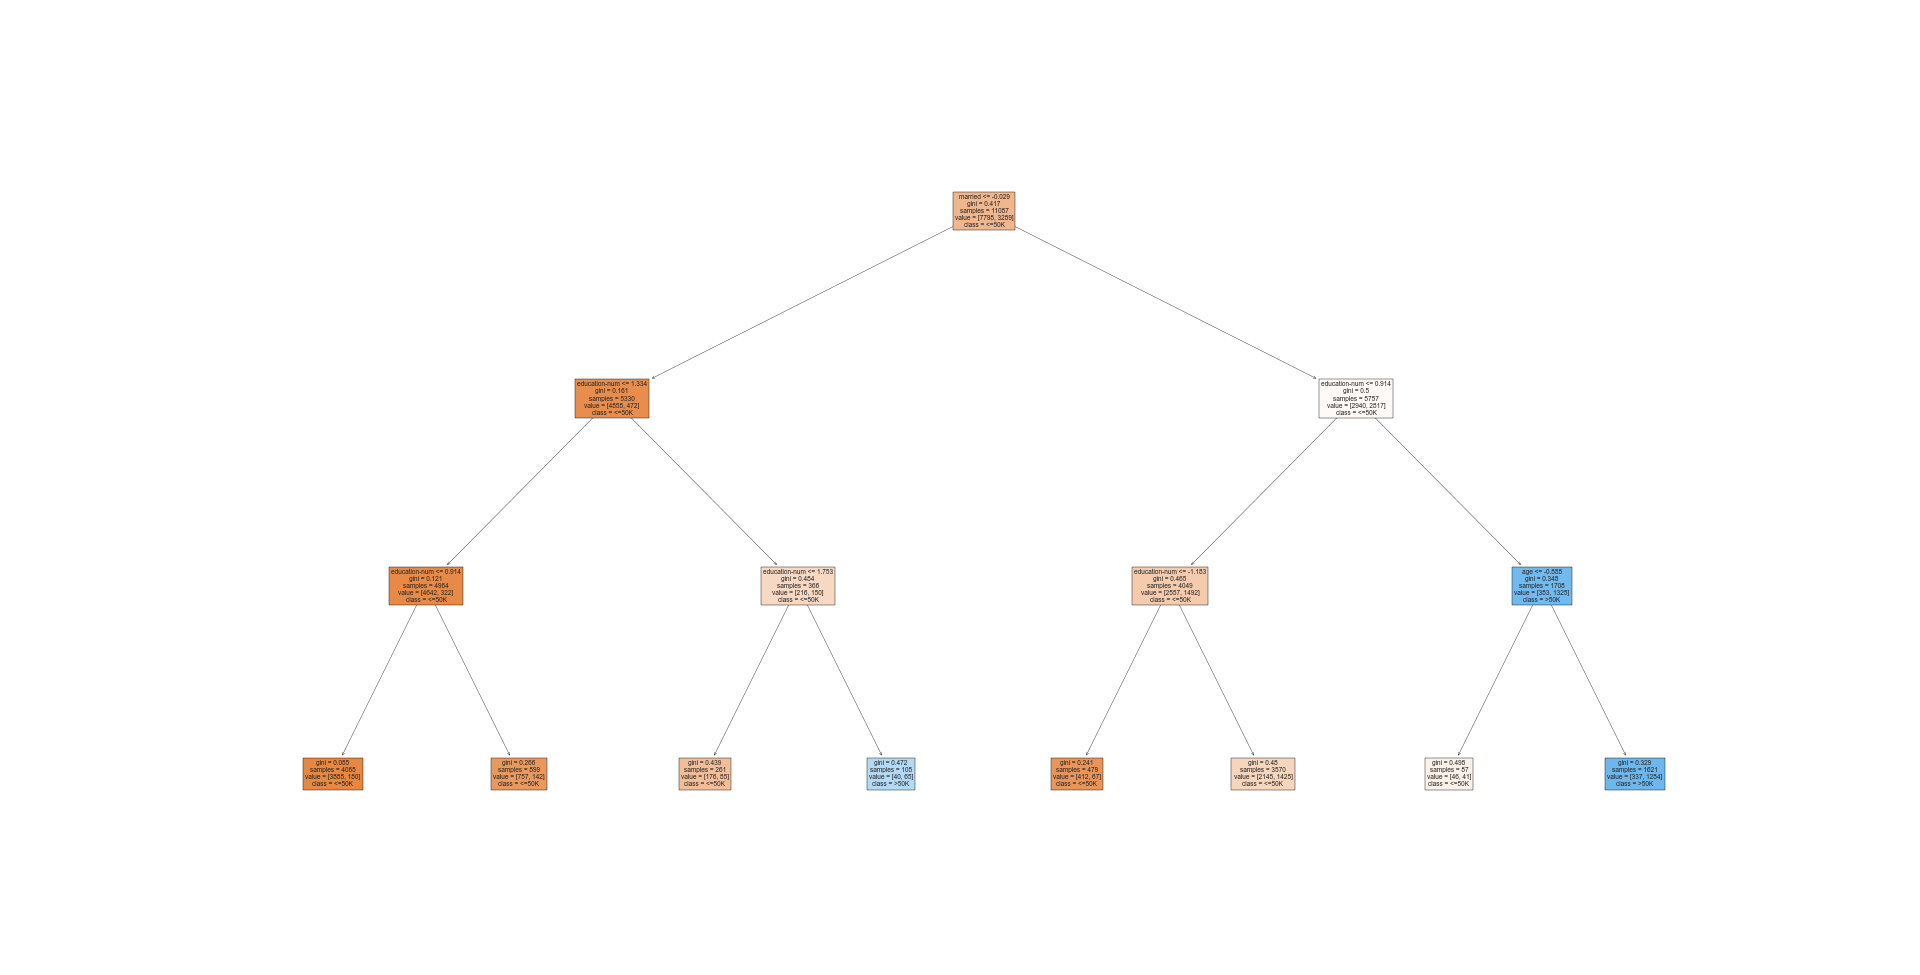 married <= -0.029
gini = 0.417
samples = 11087
value = [7795, 3289]
class = <=50K
education-num <= 1.334
gini = 0.161
samples = 5330
value = [4555, 472]
class = <=50K
education-num <= 0.914
gini = 0.5
samples = 5757
value = [2940, 2817]
class = <=50K
education-num <= 0.914
gini = 0.121
samples = 4964
value = [4642, 322]
class = <=50K
education-num <= 1.753
gini = 0.484
samples = 366
value = [216, 150]
class = <=50K
education-num <= -1.183
gini = 0.465
samples = 4049
value = [2557, 1492]
class = <=50K
age <= -0.555
gini = 0.345
samples = 1708
value = [383, 1325]
class = >50K
gini = 0.085
samples = 4065
value = [3555, 150]
class = <=50K
gini = 0.266
samples = 899
value = [757, 142]
class = <=50K
gini = 0.439
samples = 261
value = [176, 85]
class = <=50K
gini = 0.472
samples = 105
value = [40, 65]
class = >50K
gini = 0.241
samples = 479
value = [412, 67]
class = <=50K
gini = 0.48
samples = 3570
value = [2145, 1425]
class = <=50K
gini = 0.498
samples = 87
value = [46, 41]
class = <=50K
gini = 0.329
samples = 1621
value = [337, 1284]
class = >50K